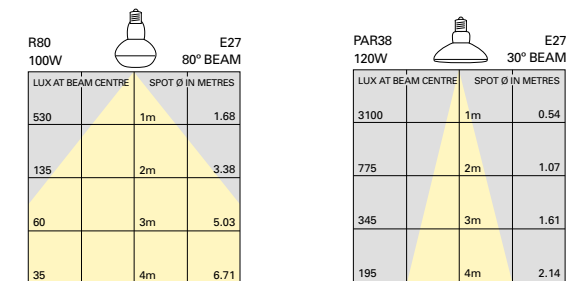 R80 E27
100W 80° BEAM
LUX AT BEAM CENTRE SPOT Ø IN METRES
530 1m 1.68
135 2m 3.38
60 3m 5.03
35 4m 6.71
PAR38 E27
120W 30° BEAM
LUX AT BEAM CENTRE SPOT Ø IN METRES
3100 1m 0.54
775 2m 1.07
345 3m 1.61
195 4m 2.14